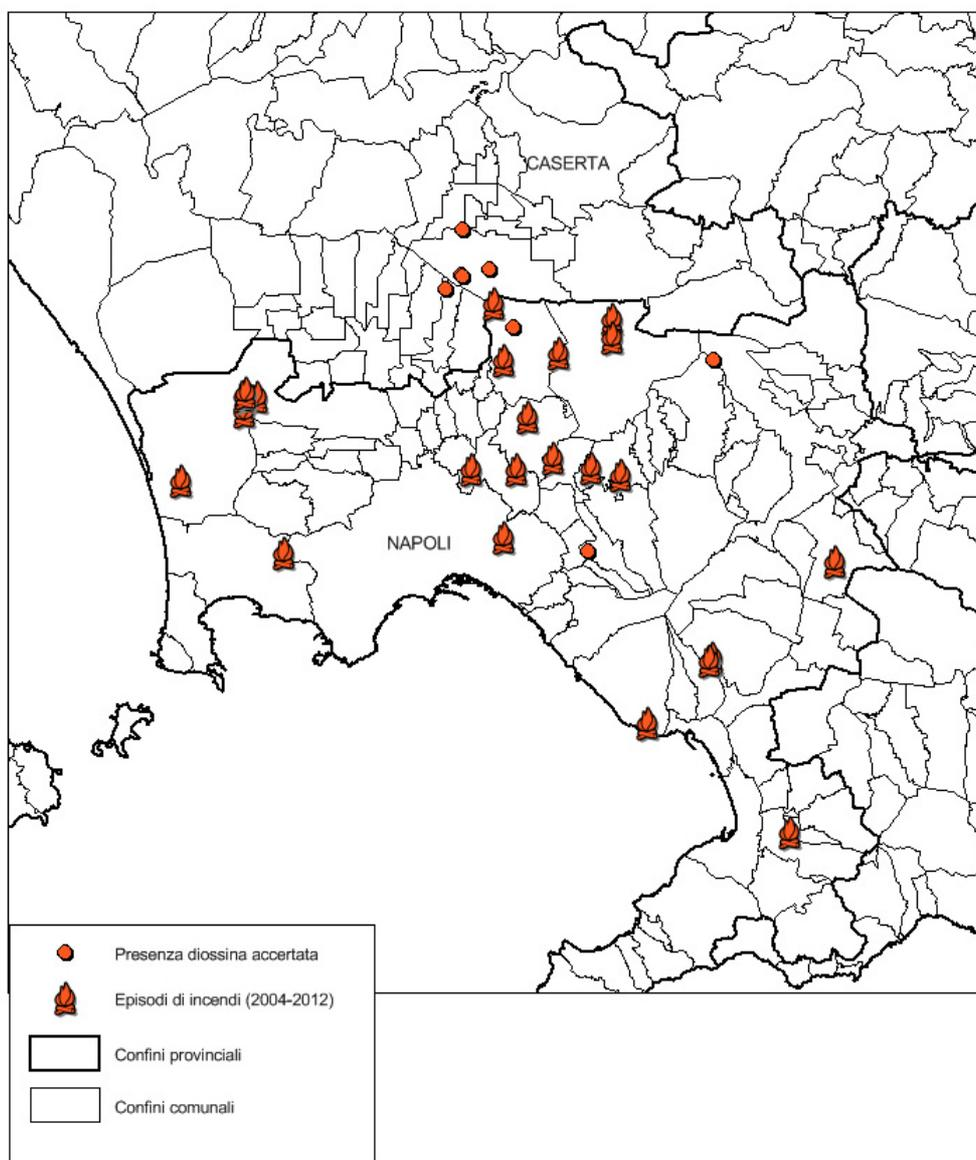 CASERTA
NAPOLI
Presenza diossina accertata
Episodi di incendi (2004-2012)
Confini provinciali
Confini comunali